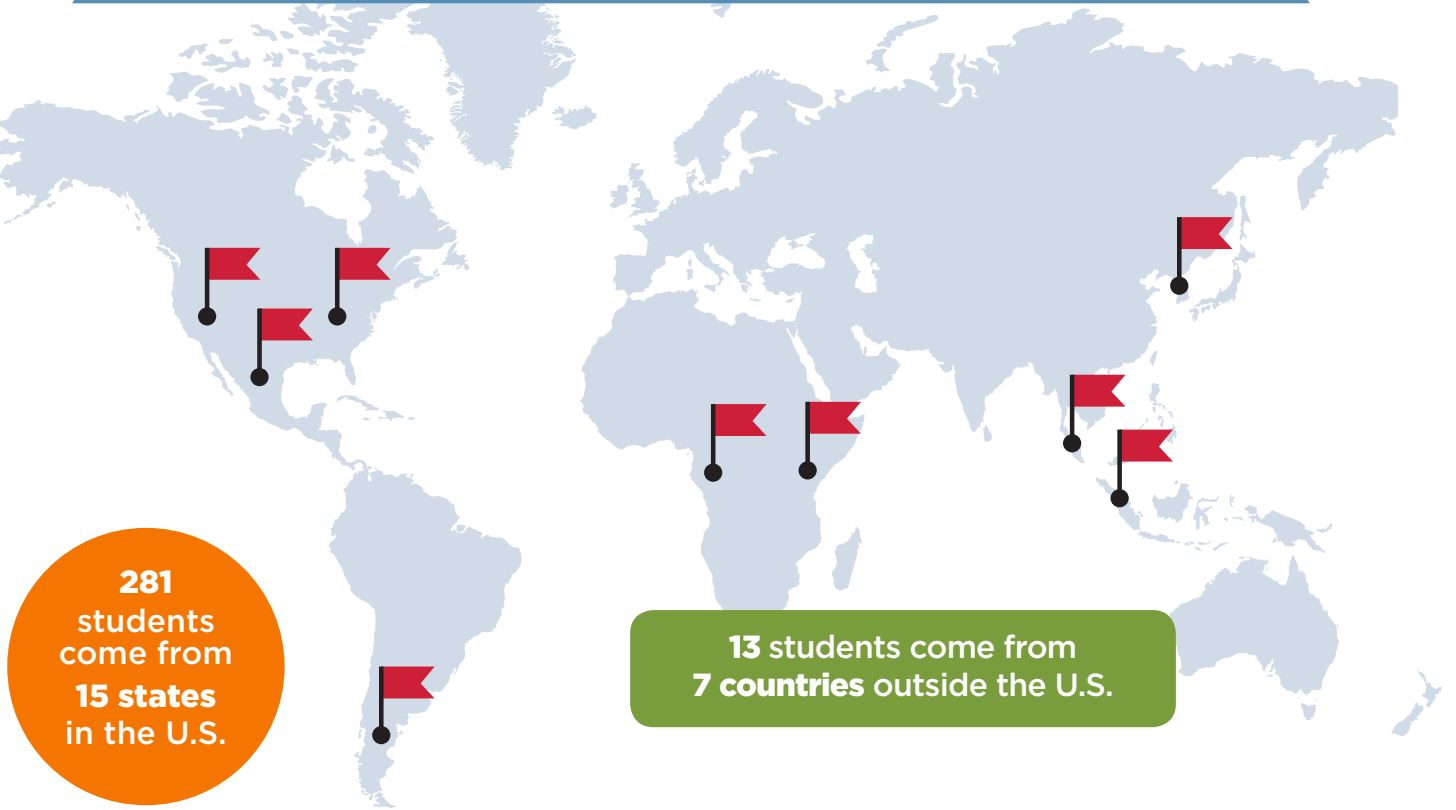 281
students
come from
15 states
in the U.S.
13 students come from
7 countries outside the U.S.